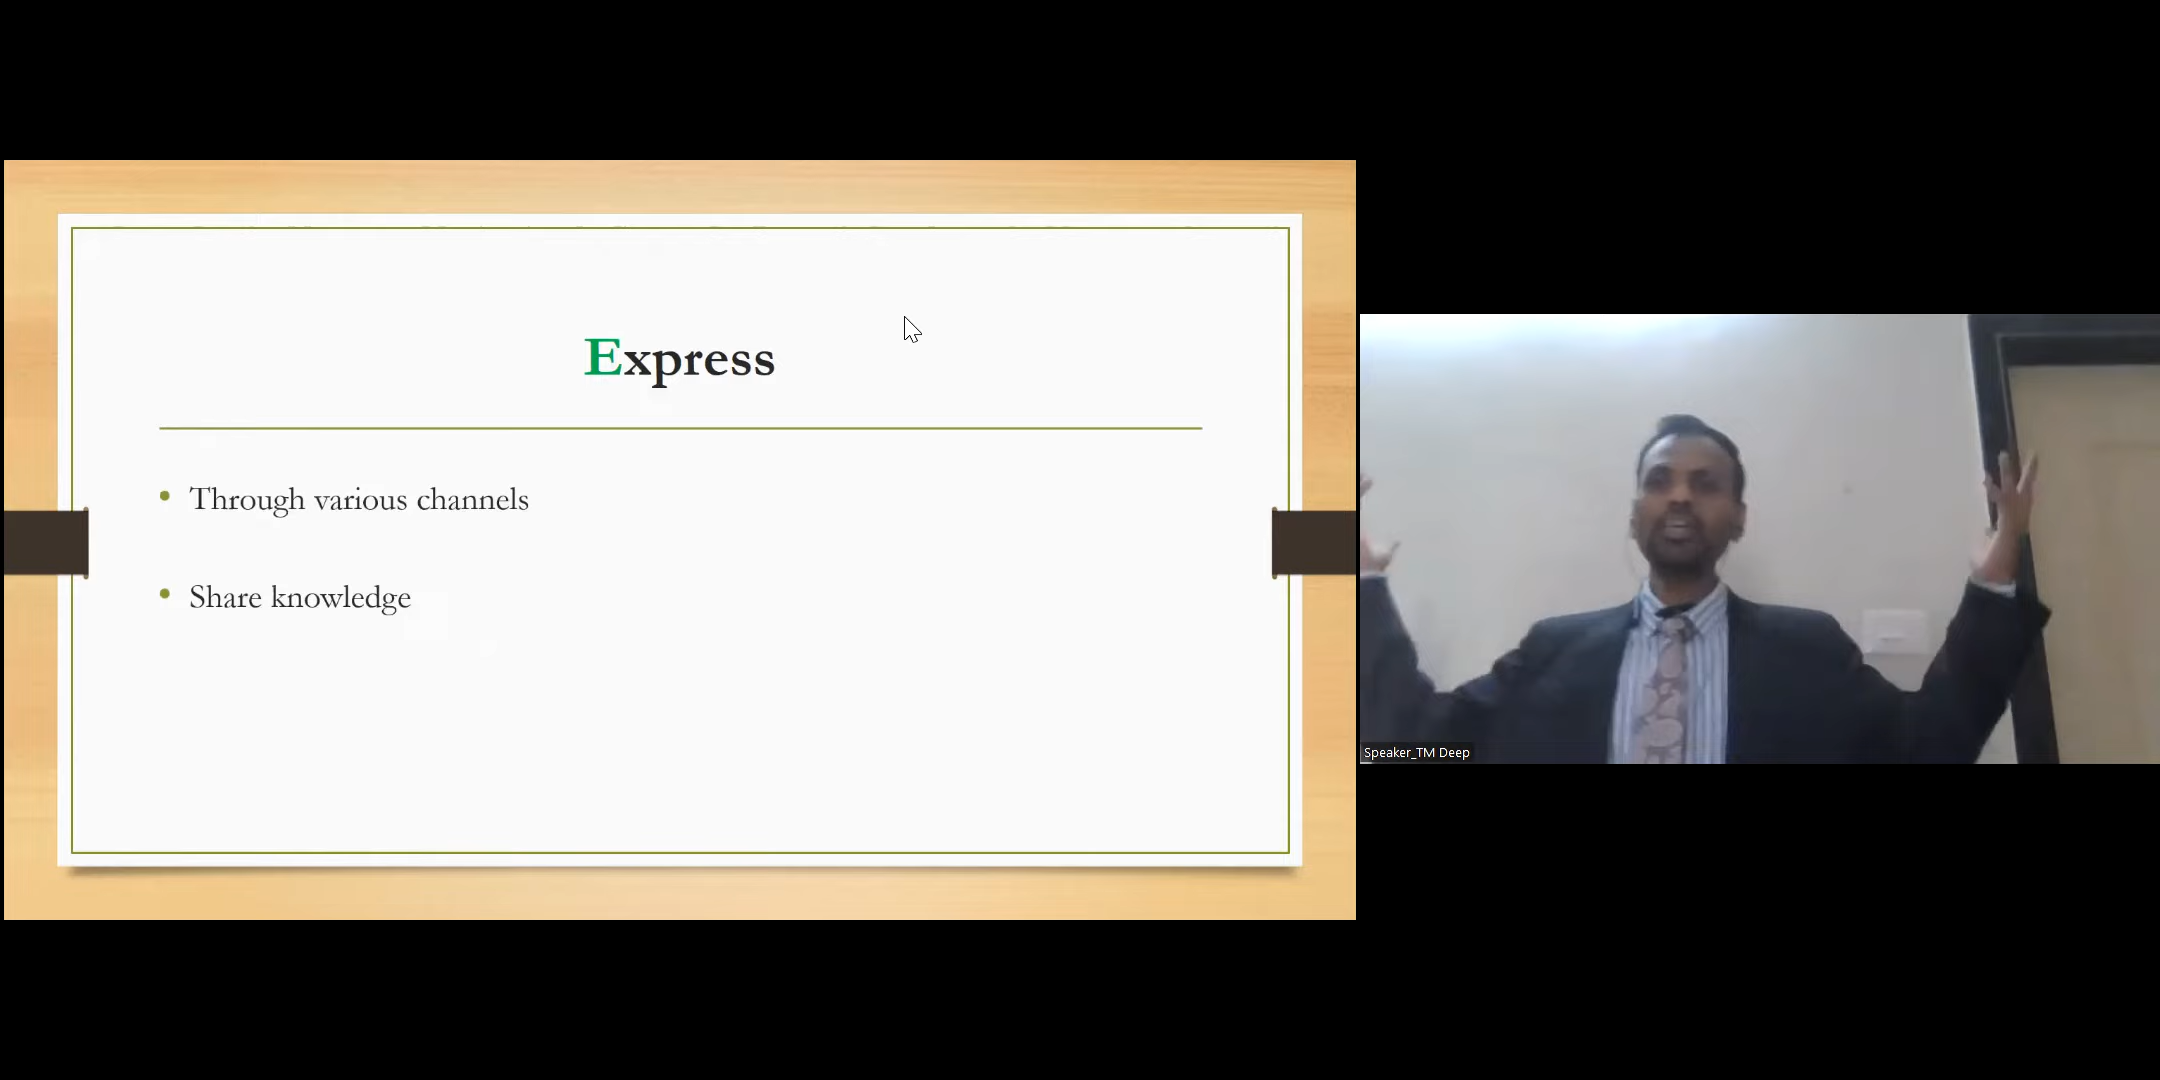 Express
Through various channels
Share knowledge
Speaker_TM Deep